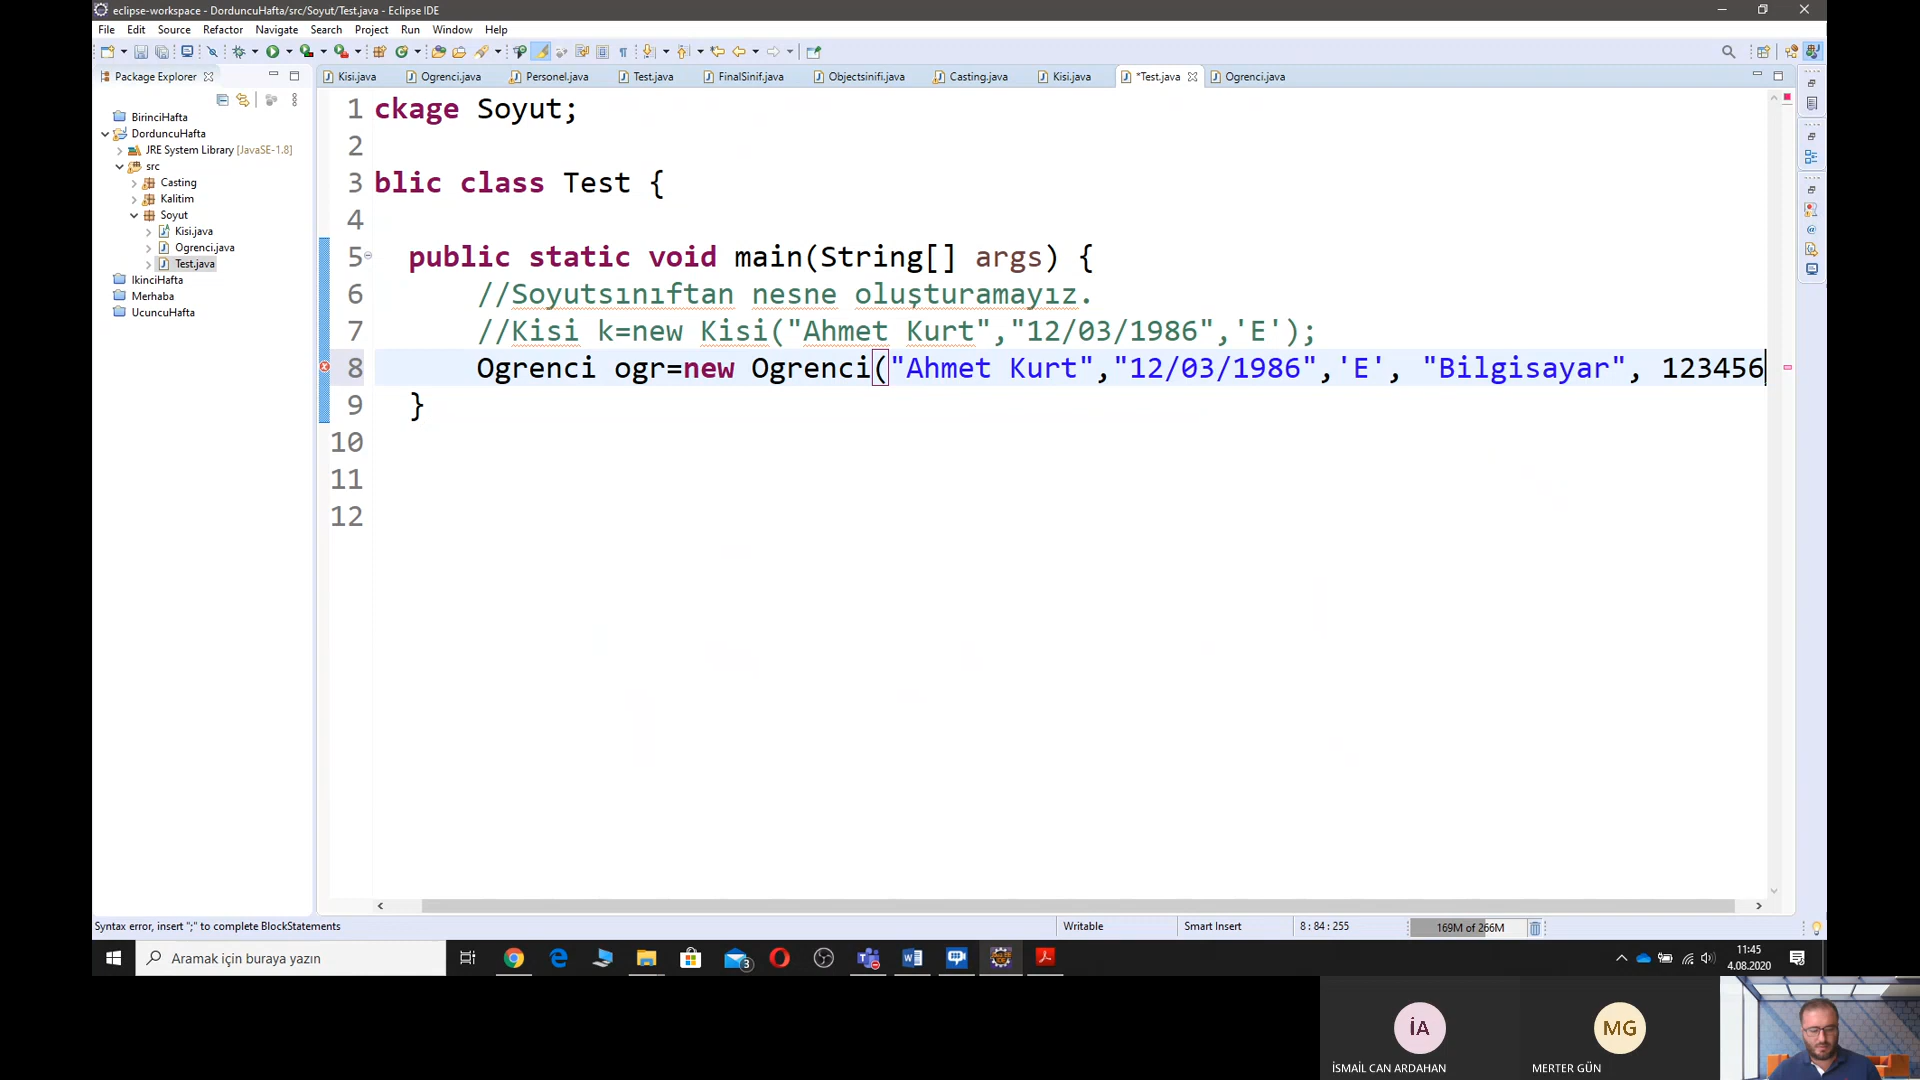 eclipse-workspace - DorduncuHafta/src/Soyut/Test.java - Eclipse IDE
File Edit Source Refactor Navigate Search Project Run Window Help
Package Explorer
Kisi.java Ogrenci.java Personel.java Test.java FinalSinif.java Objectsinifi.java Casting.java Kisi.java *Test.java Ogrenci.java
BirinciHafta
DorduncuHafta
JRE System Library [JavaSE-1.8]
src
Casting
Kalitim
Soyut
Kisi.java
Ogrenci.java
Test.java
IkinciHafta
Merhaba
UcuncuHafta
1 ckage Soyut;
2
3 blic class Test {
4
5 public static void main(String[] args) {
6 //Soyutsınıftan nesne oluşturamayız.
7 //Kisi k=new Kisi("Ahmet Kurt","12/03/1986",'E');
8 Ogrenci ogr=new Ogrenci("Ahmet Kurt","12/03/1986",'E', "Bilgisayar", 123456
9 }
10
11
12
Syntax error, insert ";" to complete BlockStatements
Writable
Smart Insert
8 : 84 : 255
169M of 266M
Aramak için buraya yazın
3
11:45
4.08.2020
İA
İSMAİL CAN ARDAHAN
MG
MERTER GÜN